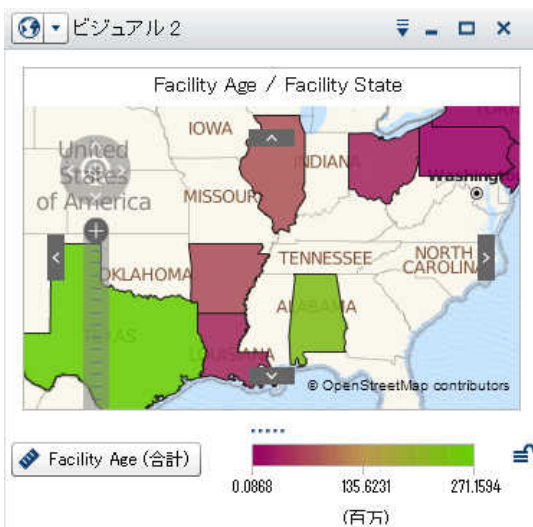 ビジュアル 2
Facility Age / Facility State
IOWA
United
States
of America
INDIANA
Washington
MISSOURI
TENNESSEE
NORTH
CAROLINA
OKLAHOMA
ALABAMA
TEXAS
LOUISIANA
© OpenStreetMap contributors
Facility Age (合計)
0.0868 135.6231 271.1594
(百万)